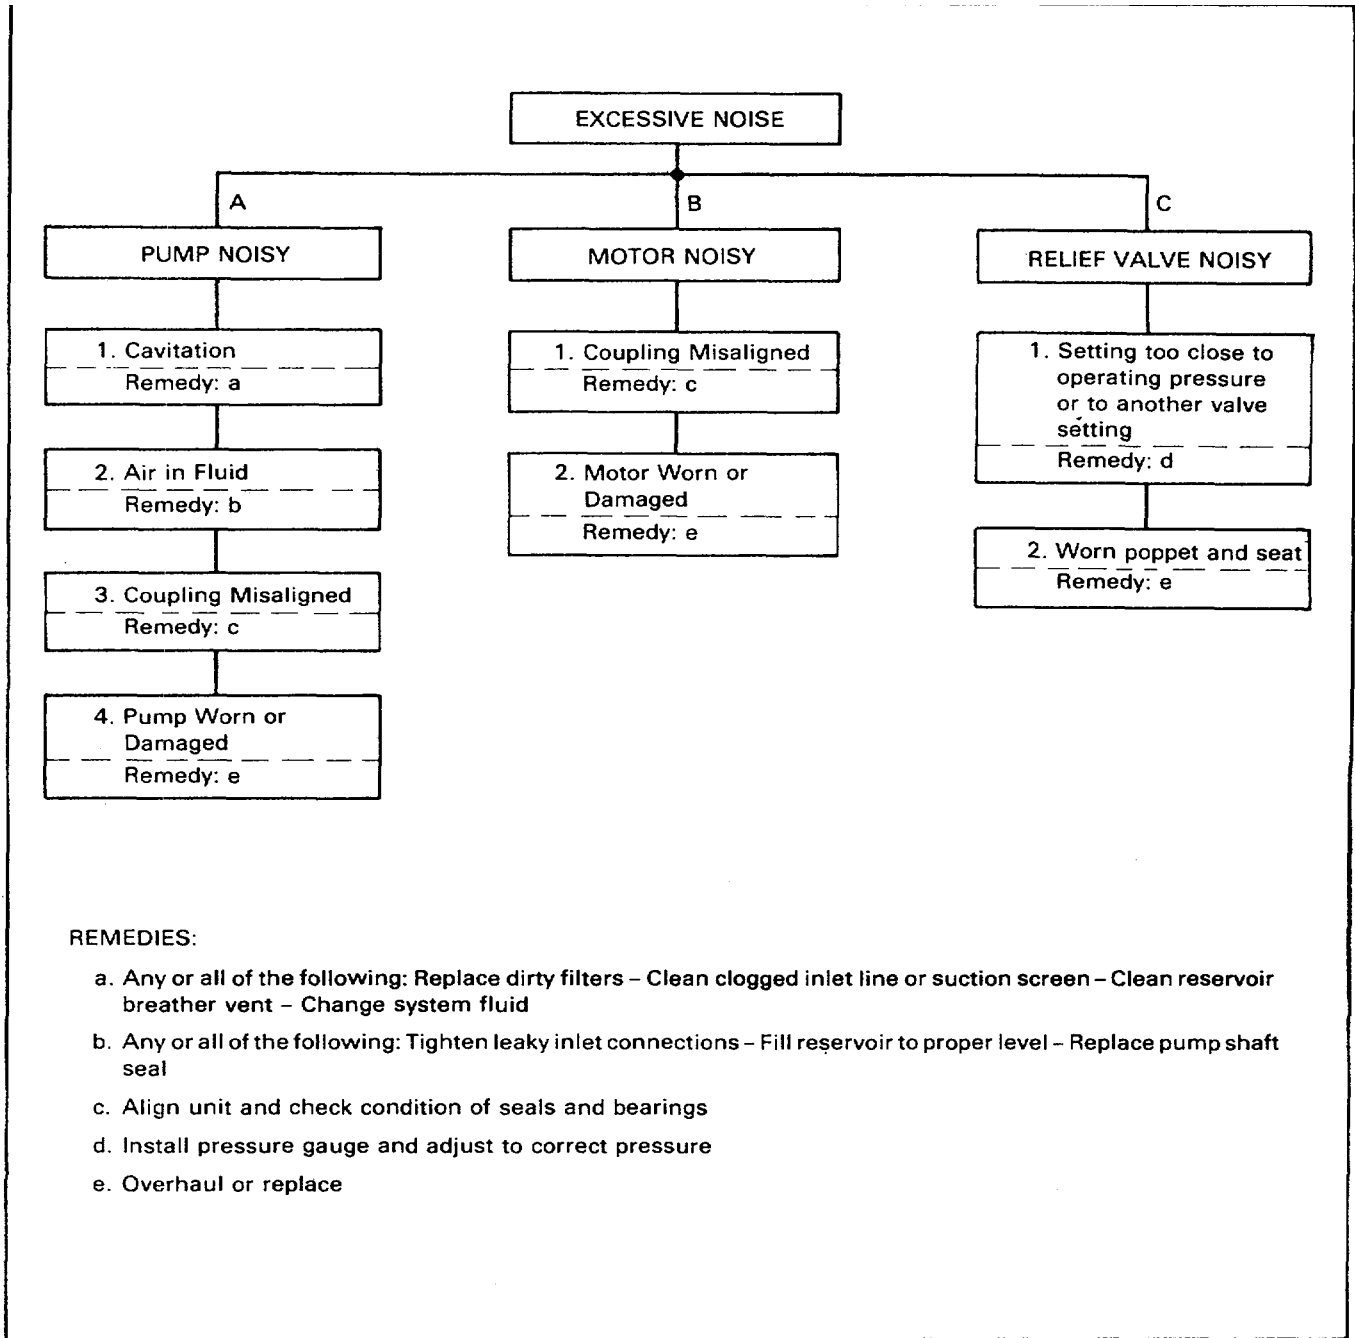 EXCESSIVE NOISE
A
B
C
PUMP NOISY
MOTOR NOISY
RELIEF VALVE NOISY
1. Cavitation
Remedy: a
2. Air in Fluid
Remedy: b
3. Coupling Misaligned
Remedy: c
4. Pump Worn or
Damaged
Remedy: e
1. Coupling Misaligned
Remedy: c
2. Motor Worn or
Damaged
Remedy: e
1. Setting too close to
operating pressure
or to another valve
setting
Remedy: d
2. Worn poppet and seat
Remedy: e
REMEDIES:
a. Any or all of the following: Replace dirty filters – Clean clogged inlet line or suction screen – Clean reservoir
breather vent – Change system fluid
b. Any or all of the following: Tighten leaky inlet connections – Fill reservoir to proper level – Replace pump shaft
seal
c. Align unit and check condition of seals and bearings
d. Install pressure gauge and adjust to correct pressure
e. Overhaul or replace